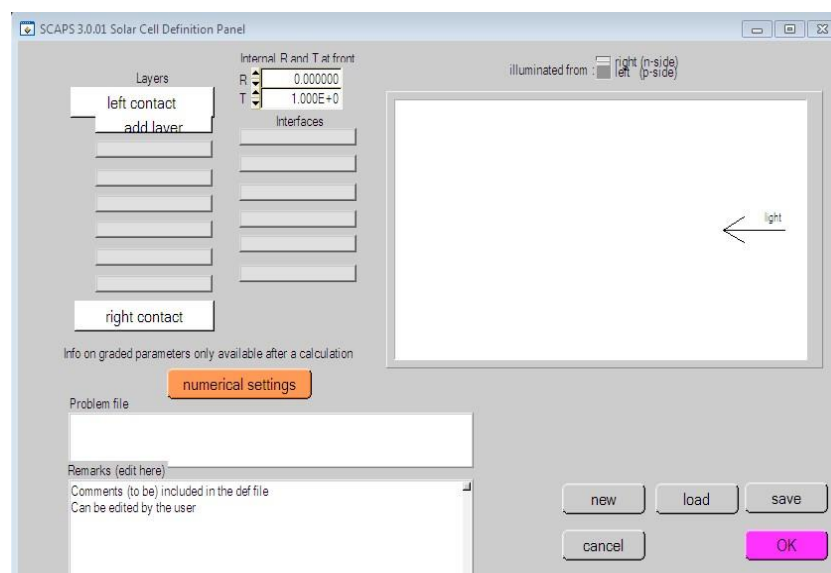 SCAPS 3.0.01 Solar Cell Definition Panel
Layers
left contact
add layer
right contact
Internal R and T at front
R 0.000000
T 1.000E+0
Interfaces
illuminated from :
right (n-side)
left (p-side)
light
Info on graded parameters only available after a calculation
numerical settings
Problem file
Remarks (edit here)
Comments (to be) included in the def file
Can be edited by the user
new
load
save
cancel
OK